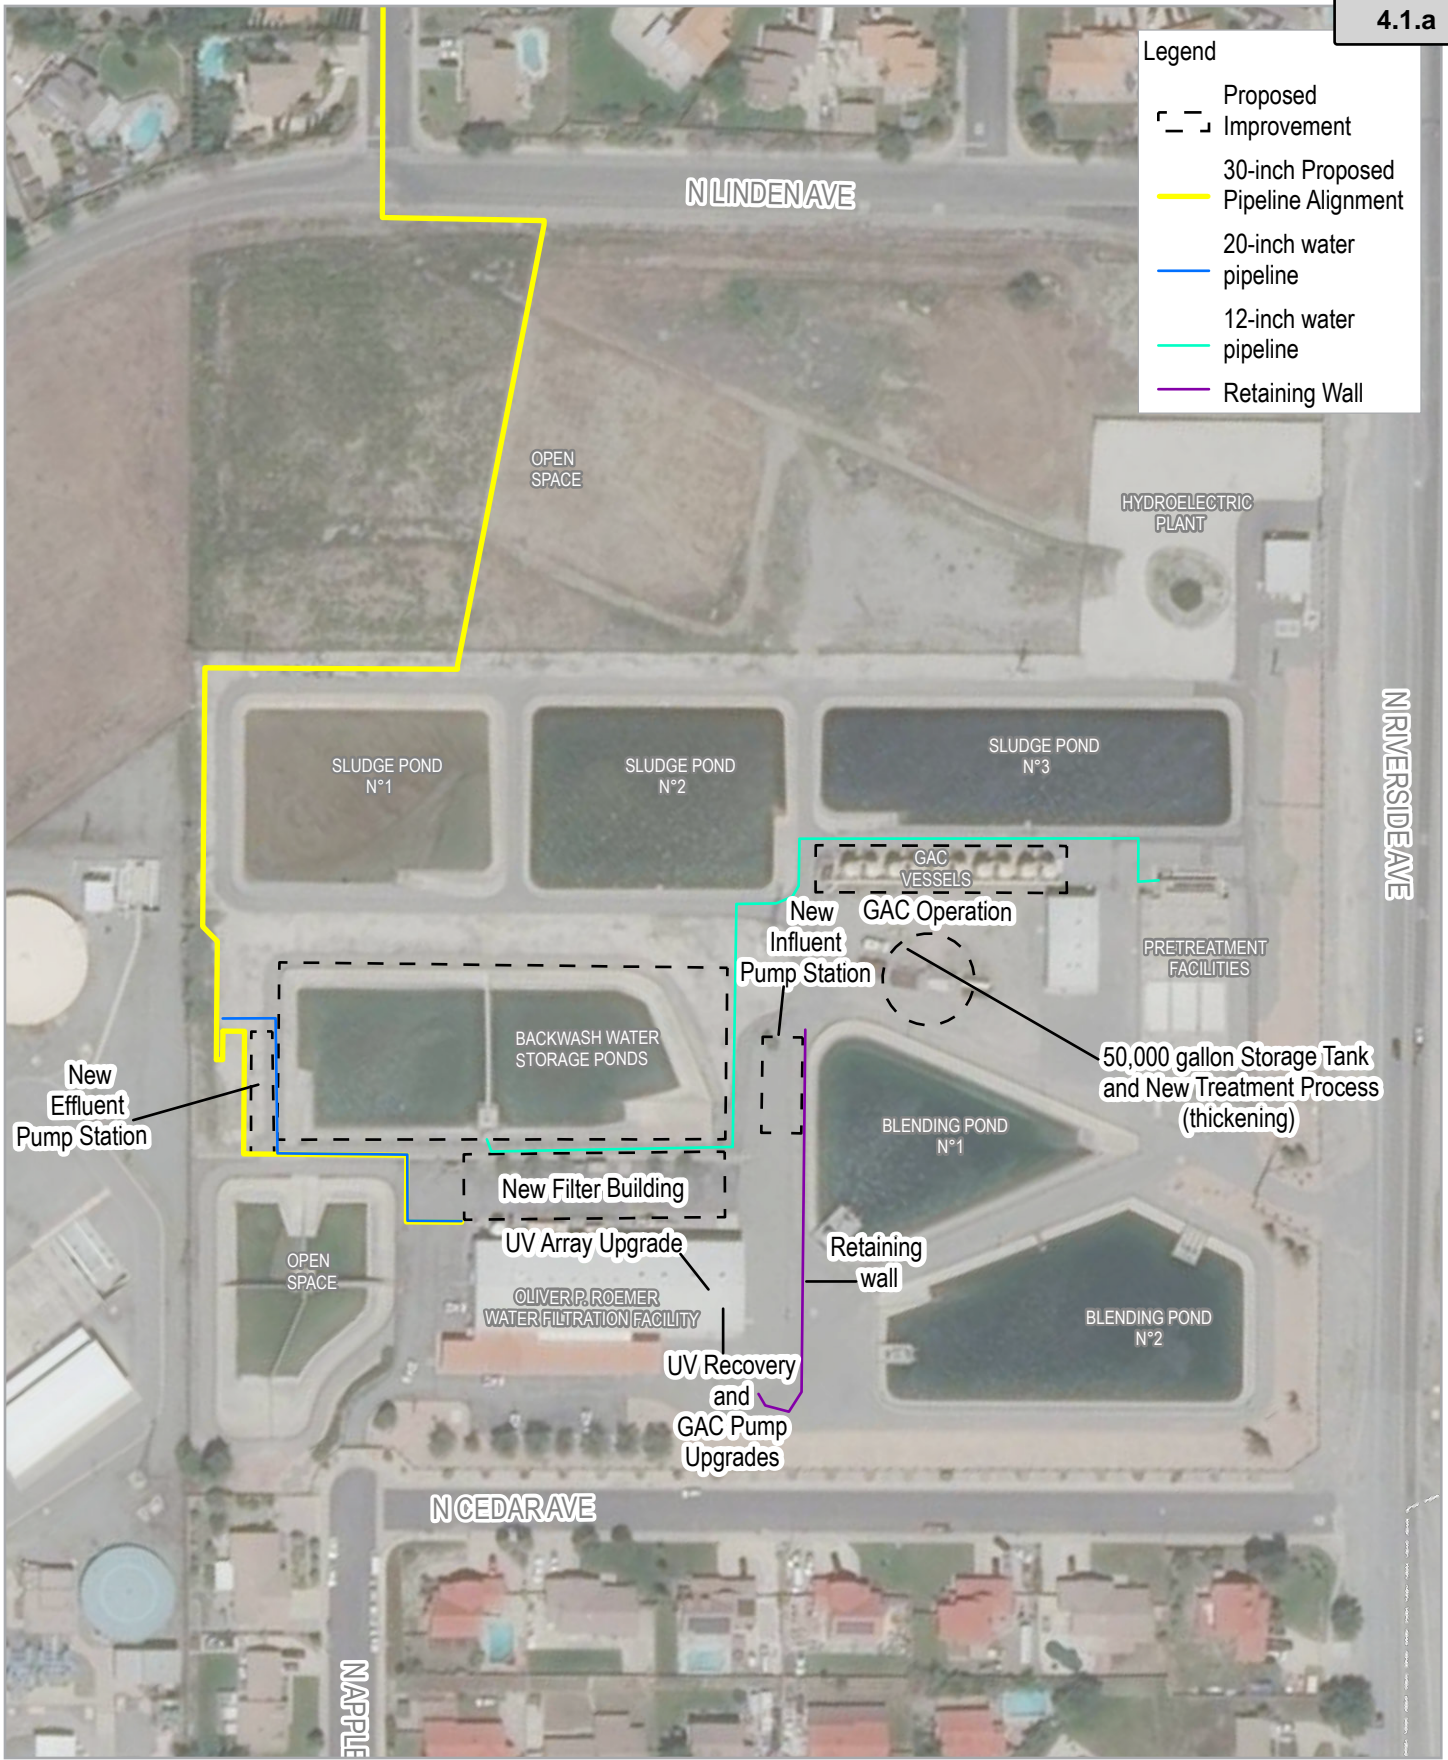 4.1.a
Legend
Proposed
Improvement
30-inch Proposed
Pipeline Alignment
20-inch water
pipeline
12-inch water
pipeline
Retaining Wall
N LINDEN AVE
OPEN
SPACE
HYDROELECTRIC
PLANT
N RIVERSIDE AVE
SLUDGE POND
N°1
SLUDGE POND
N°2
SLUDGE POND
N°3
GAC
VESSELS
GAC Operation
New
Influent
Pump Station
PRETREATMENT
FACILITIES
BACKWASH WATER
STORAGE PONDS
50,000 gallon Storage Tank
and New Treatment Process
(thickening)
New
Effluent
Pump Station
BLENDING POND
N°1
New Filter Building
UV Array Upgrade
Retaining
wall
OPEN
SPACE
OLIVER P. ROEMER
WATER FILTRATION FACILITY
BLENDING POND
N°2
UV Recovery
and
GAC Pump
Upgrades
N CEDAR AVE
N APPLE